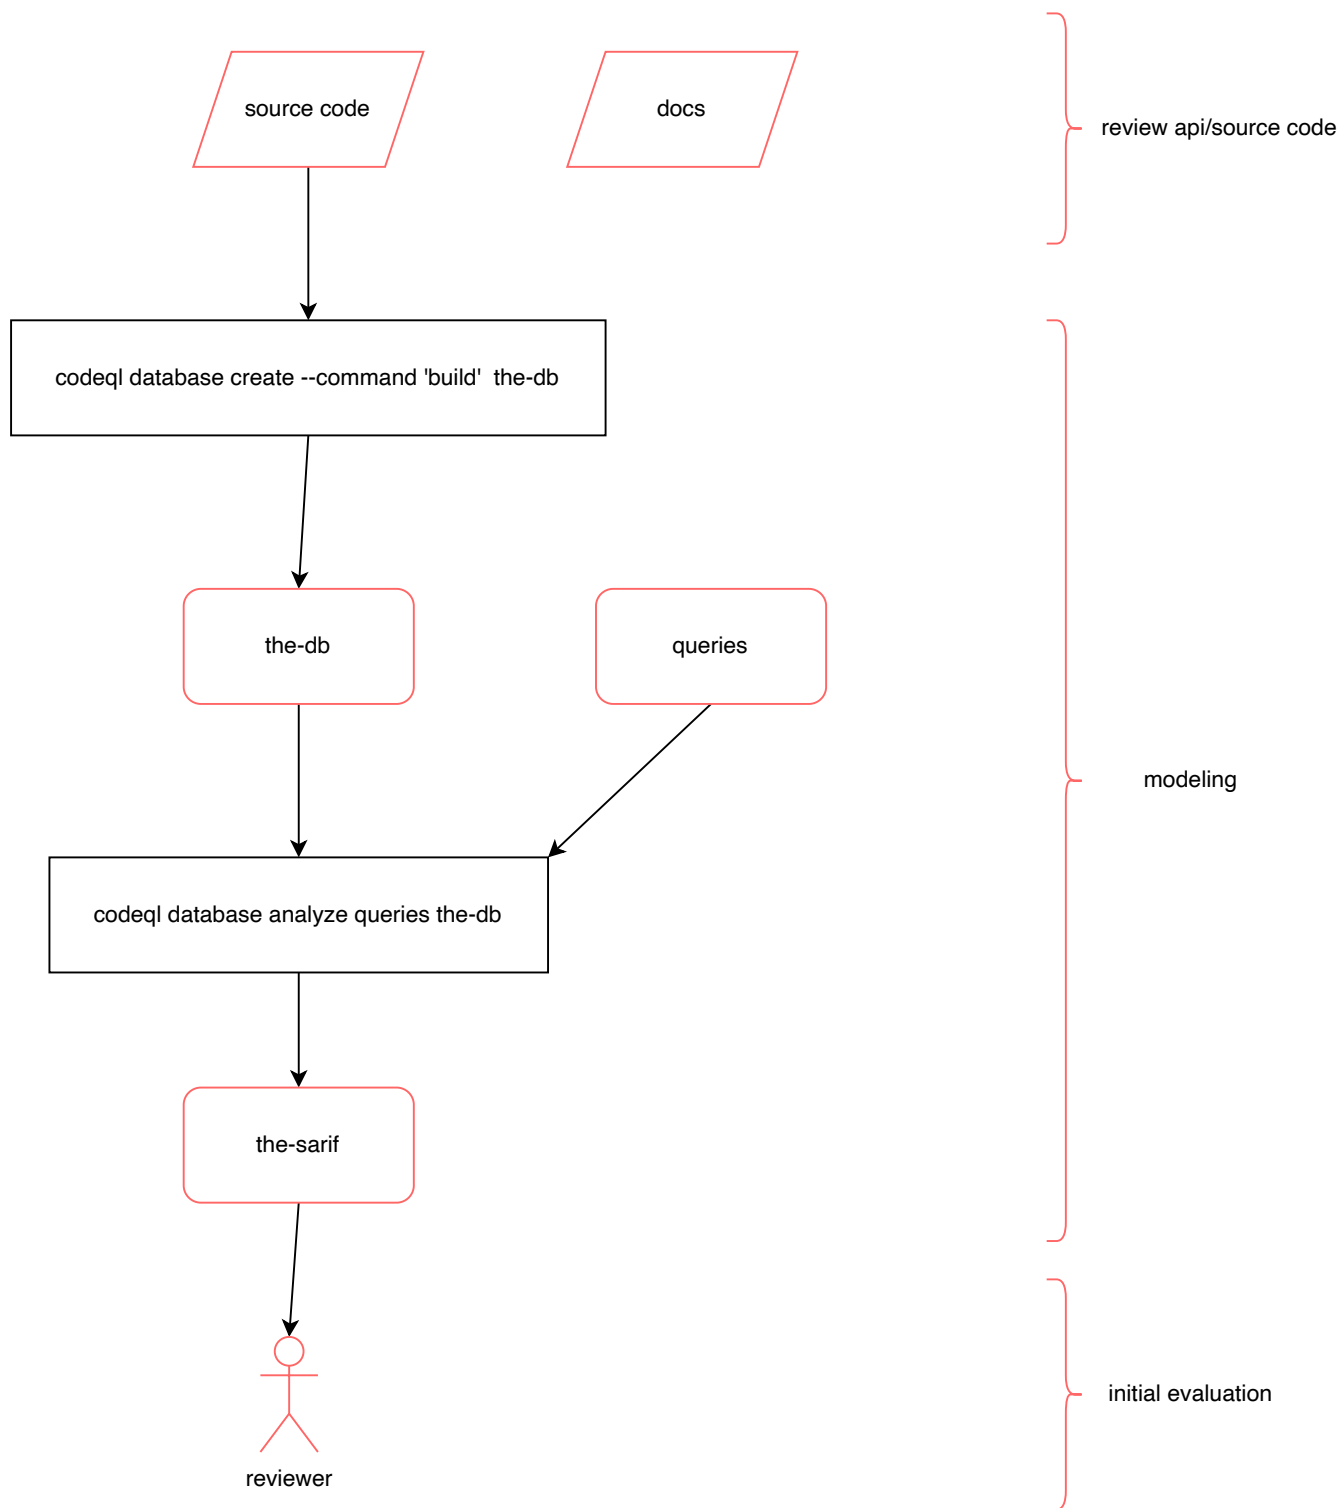 source code
docs
review api/source code
codeql database create --command 'build'  the-db
the-db
queries
modeling
codeql database analyze queries the-db
the-sarif
initial evaluation
reviewer